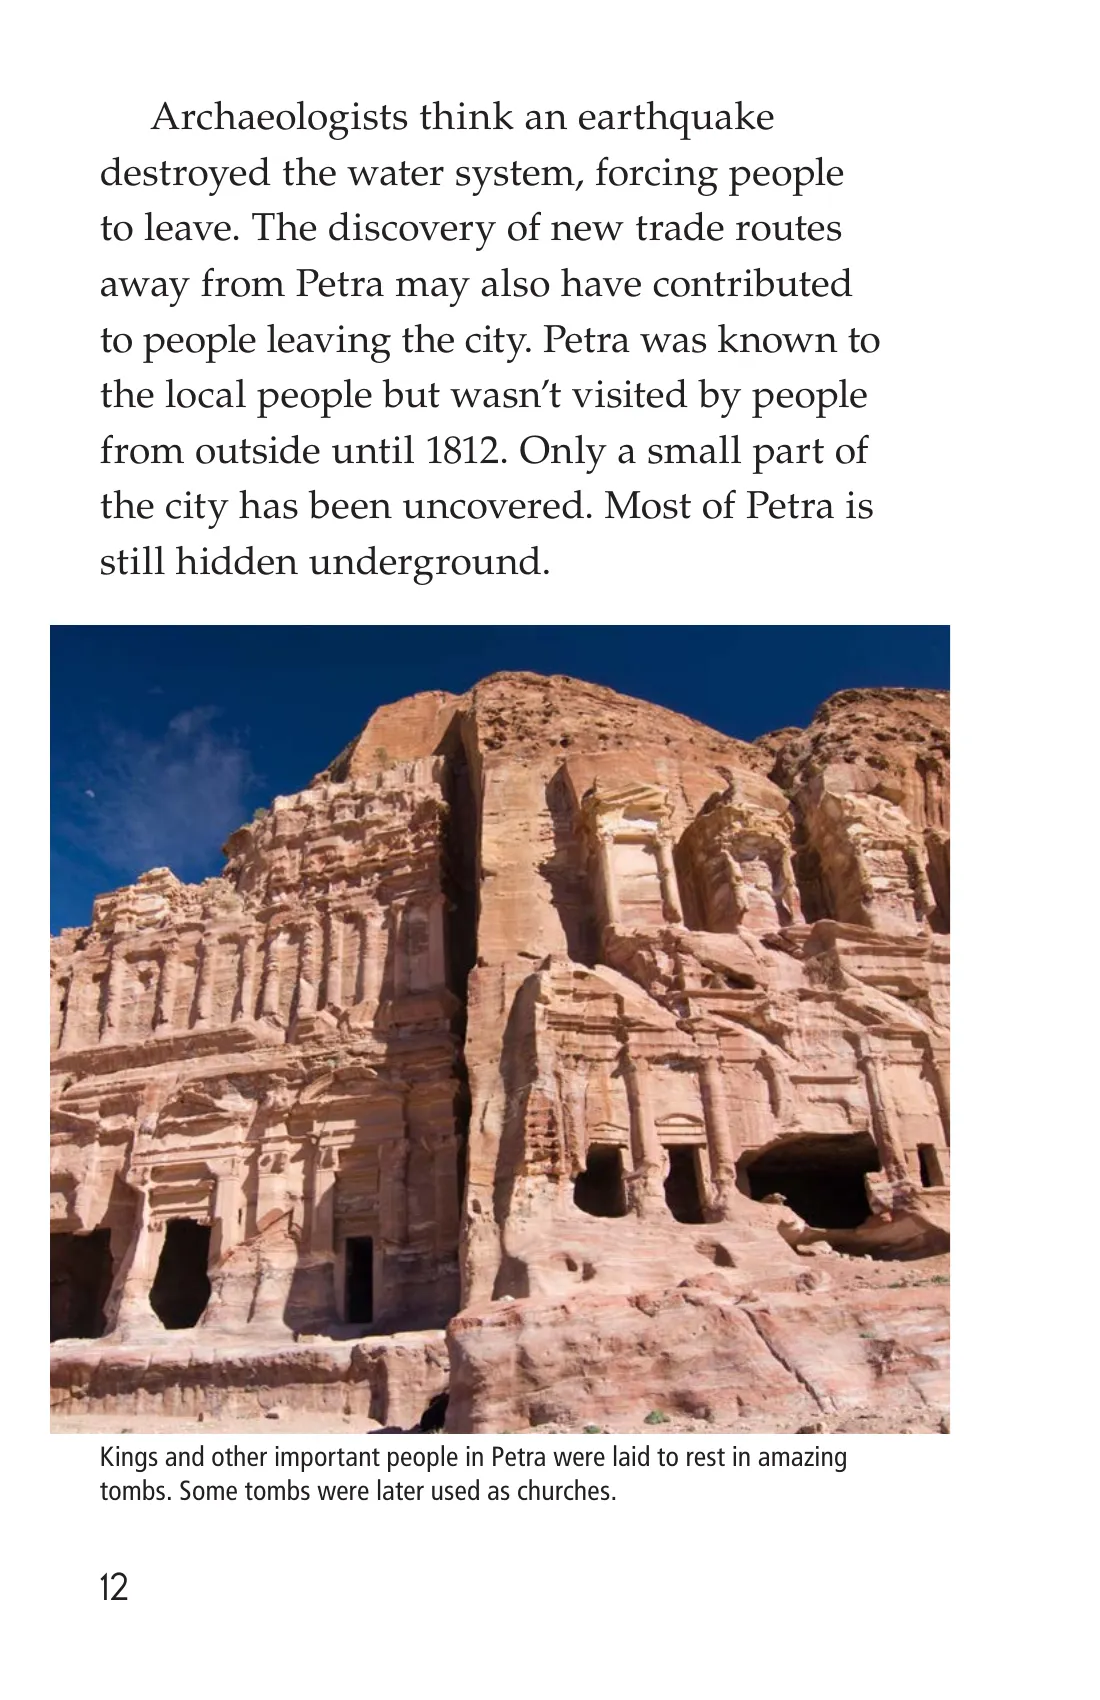 Archaeologists think an earthquake
destroyed the water system, forcing people
to leave. The discovery of new trade routes
away from Petra may also have contributed
to people leaving the city. Petra was known to
the local people but wasn’t visited by people
from outside until 1812. Only a small part of
the city has been uncovered. Most of Petra is
still hidden underground.
Kings and other important people in Petra were laid to rest in amazing
tombs. Some tombs were later used as churches.
12